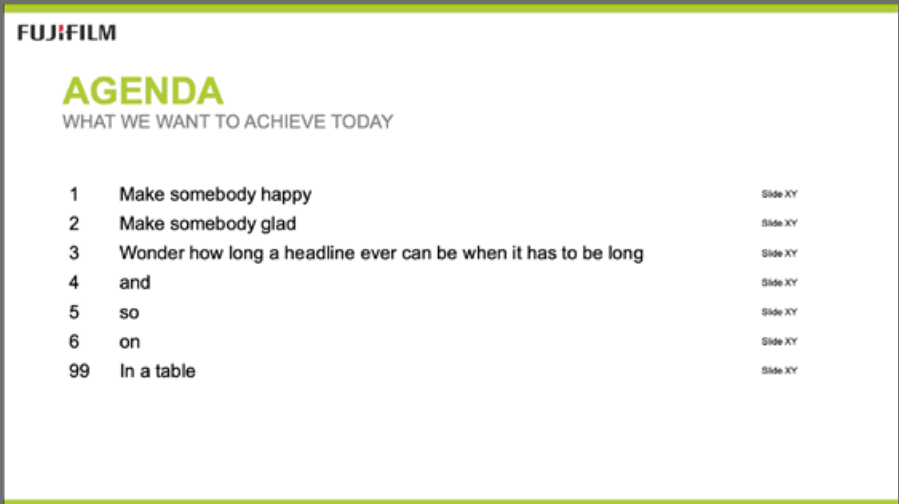 FUJIFILM
AGENDA
WHAT WE WANT TO ACHIEVE TODAY
1 Make somebody happy Slide XY
2 Make somebody glad Slide XY
3 Wonder how long a headline ever can be when it has to be long Slide XY
4 and Slide XY
5 so Slide XY
6 on Slide XY
99 In a table Slide XY